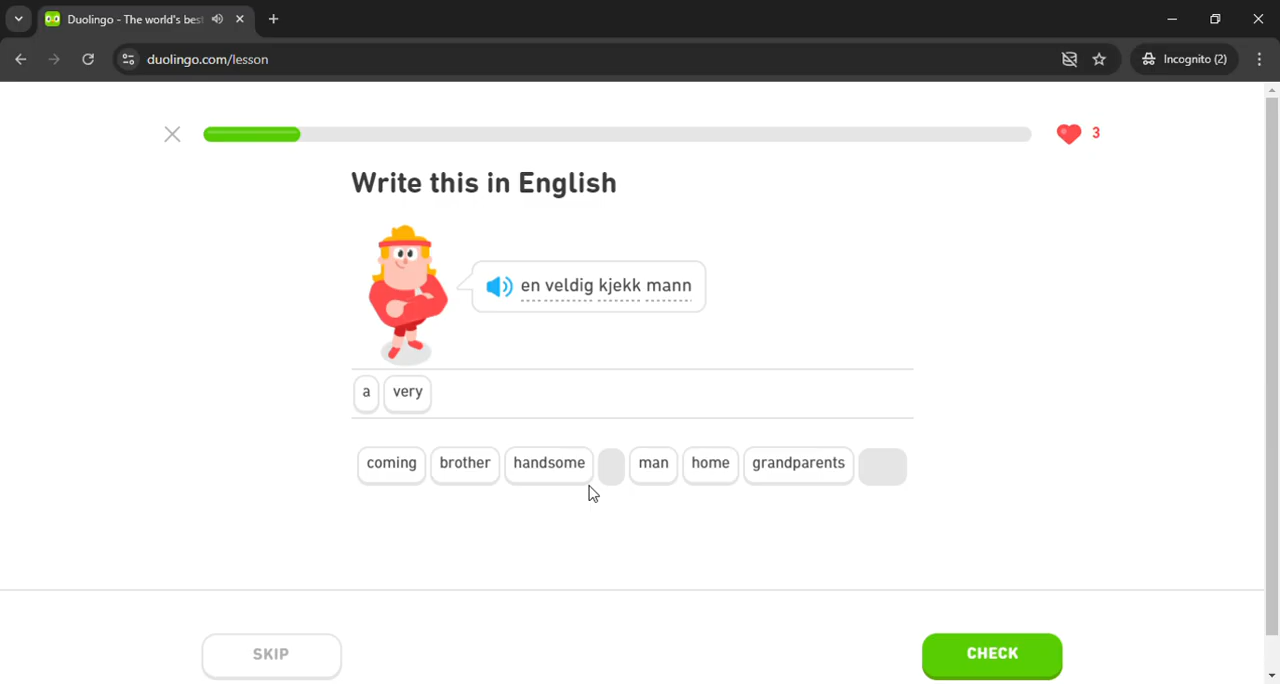 Duolingo - The world's bes
duolingo.com/lesson
Incognito (2)
3
Write this in English
en veldig kjekk mann
a very
coming brother handsome man home grandparents
SKIP CHECK